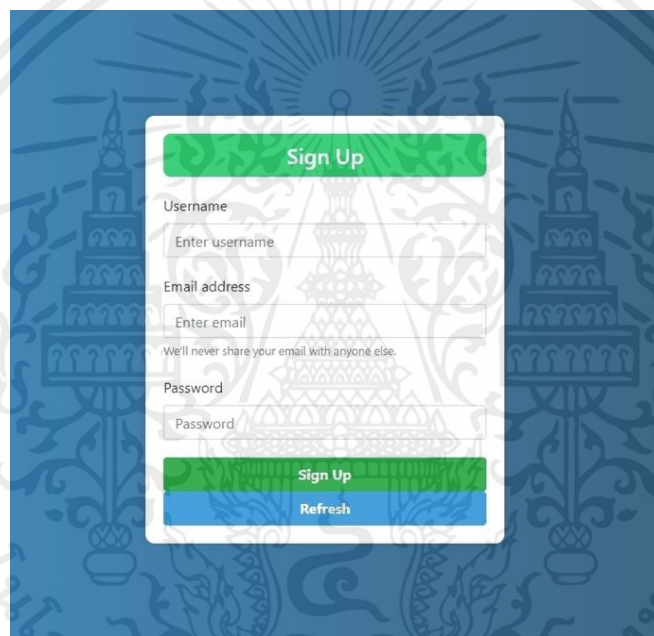 Sign Up
Username
Enter username
Email address
Enter email
We'll never share your email with anyone else.
Password
Password
Sign Up
Refresh